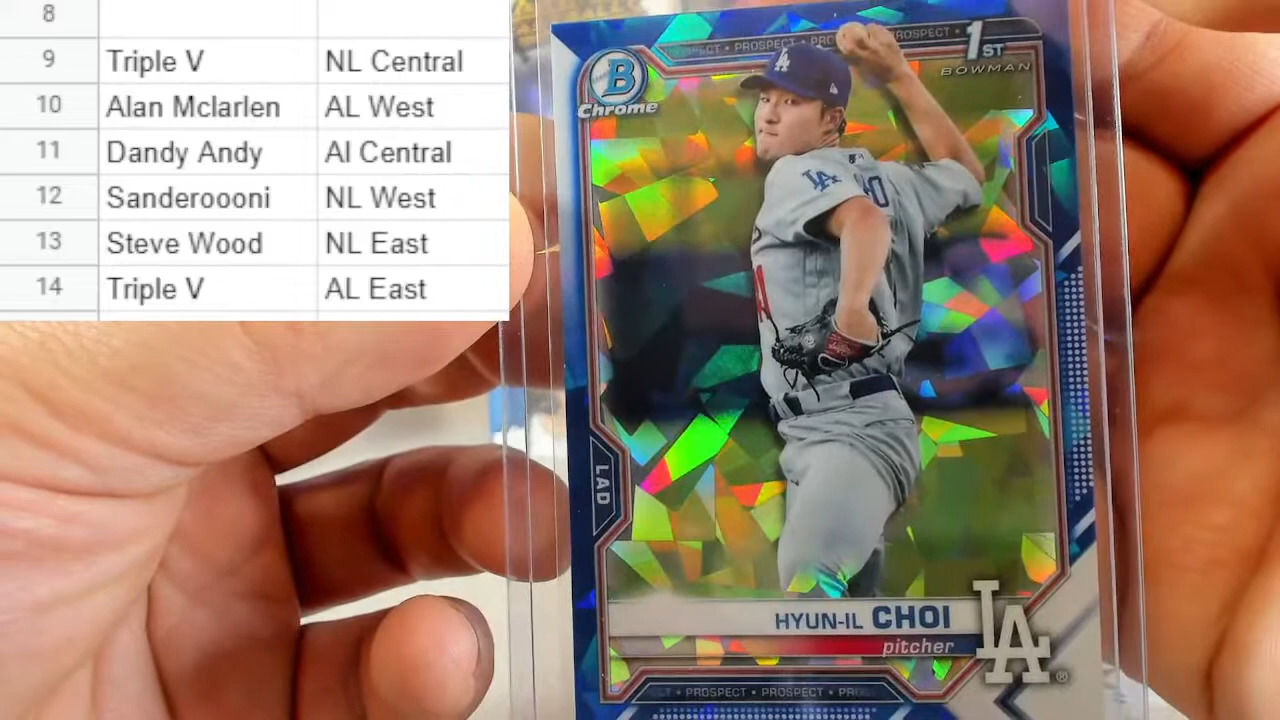 8
9 Triple V NL Central
10 Alan Mclarlen AL West
11 Dandy Andy Al Central
12 Sanderoooni NL West
13 Steve Wood NL East
14 Triple V AL East
PROSPECT • PROSPECT
1ST
BOWMAN
B
Chrome
LA
LA
LAD
HYUN-IL CHOI
pitcher
LA
PROSPECT • PROSPECT